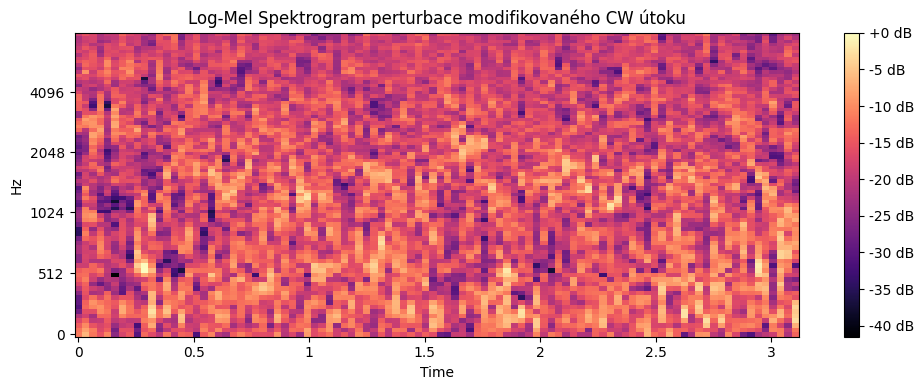 Log-Mel Spektrogram perturbace modifikovaného CW útoku
Hz
4096
2048
1024
512
0
0
0.5
1
1.5
2
2.5
3
Time
+0 dB
-5 dB
-10 dB
-15 dB
-20 dB
-25 dB
-30 dB
-35 dB
-40 dB